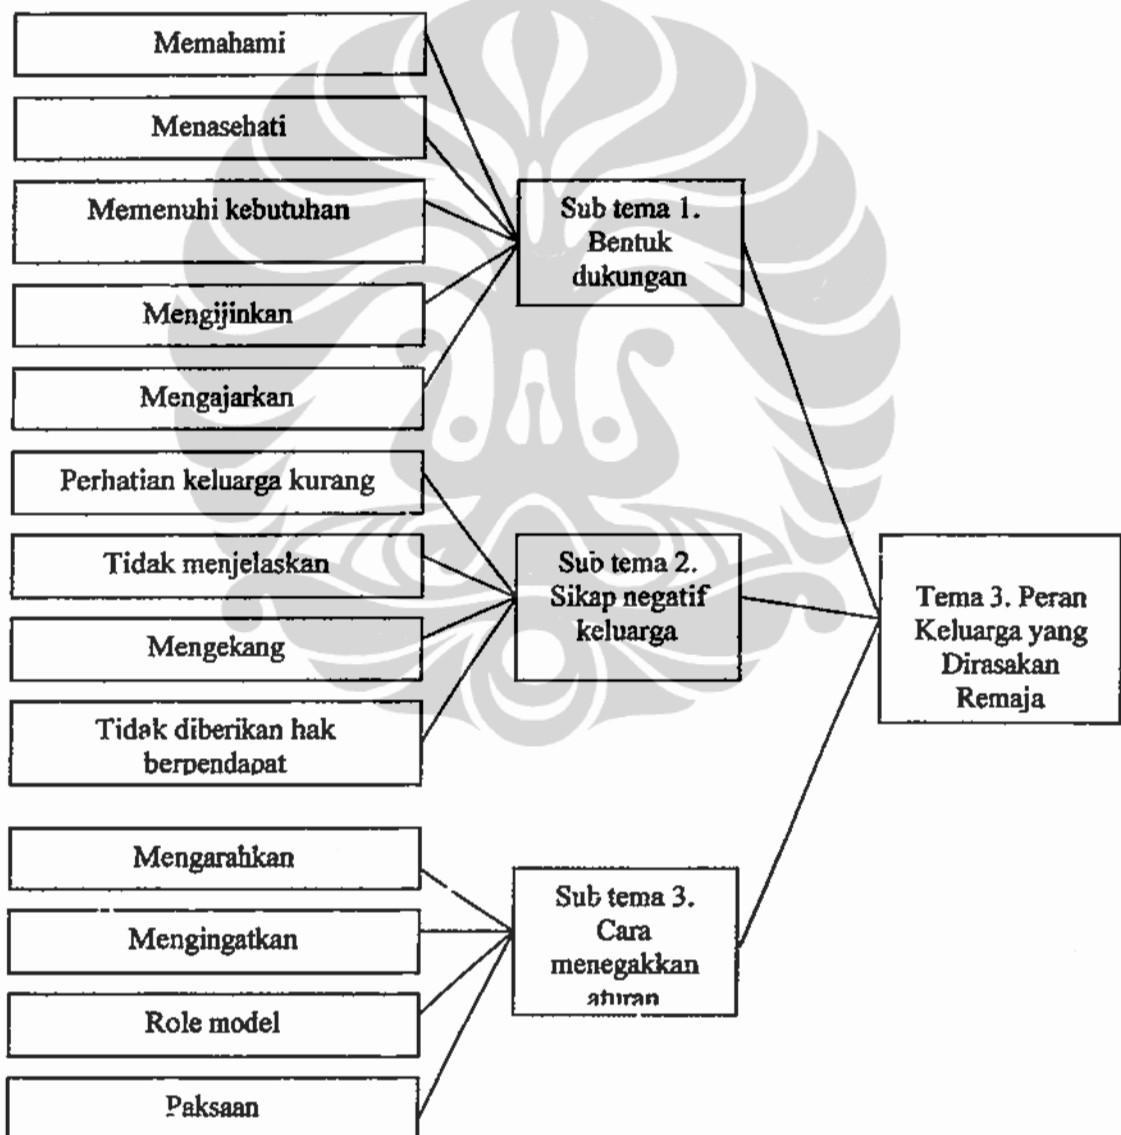 Memahami
Menasehati
Memenuhi kebutuhan
Mengijinkan
Mengajarkan
Perhatian keluarga kurang
Tidak menjelaskan
Mengekang
Tidak diberikan hak
berpendapat
Mengarahkan
Mengingatkan
Role model
Paksaan
Sub tema 1.
Bentuk
dukungan
Sub tema 2.
Sikap negatif
keluarga
Sub tema 3.
Cara
menegakkan
aturan
Tema 3. Peran
Keluarga yang
Dirasakan
Remaja